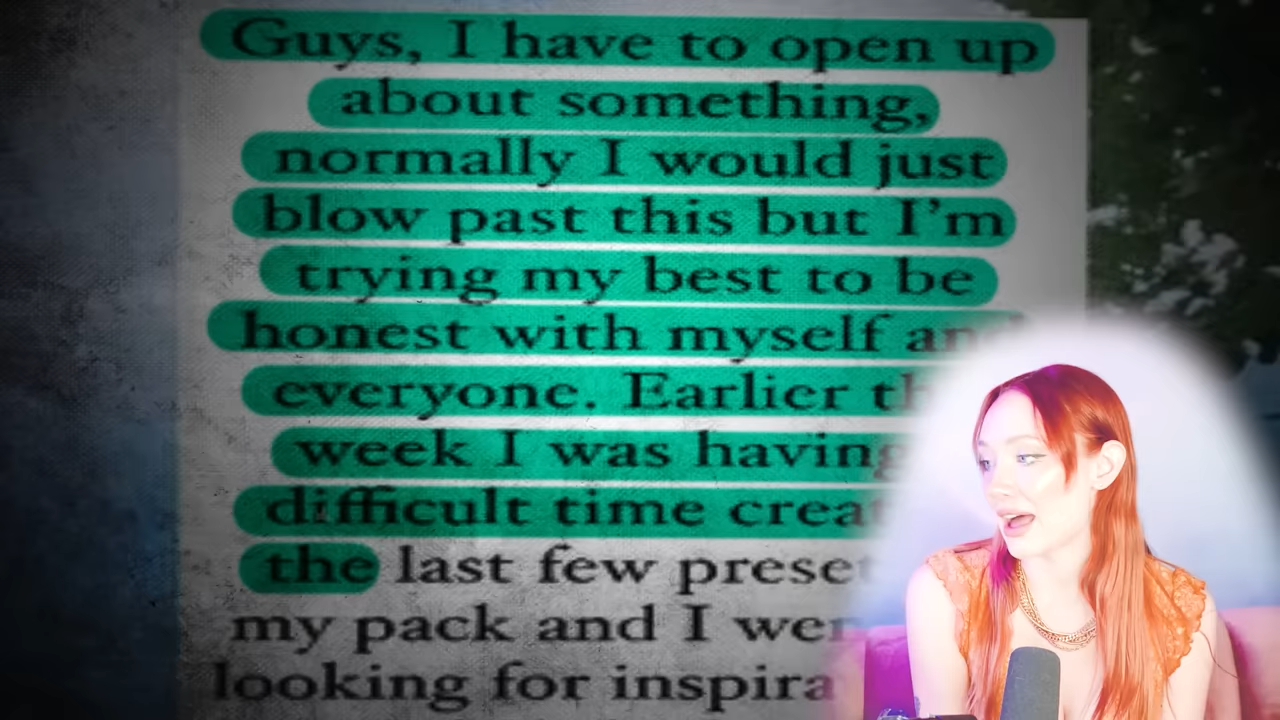 Guys, I have to open up
about something,
normally I would just
blow past this but I'm
trying my best to be
honest with myself
everyone. Earlier
week I was having
difficult time
the last few
my pack and I
looking for